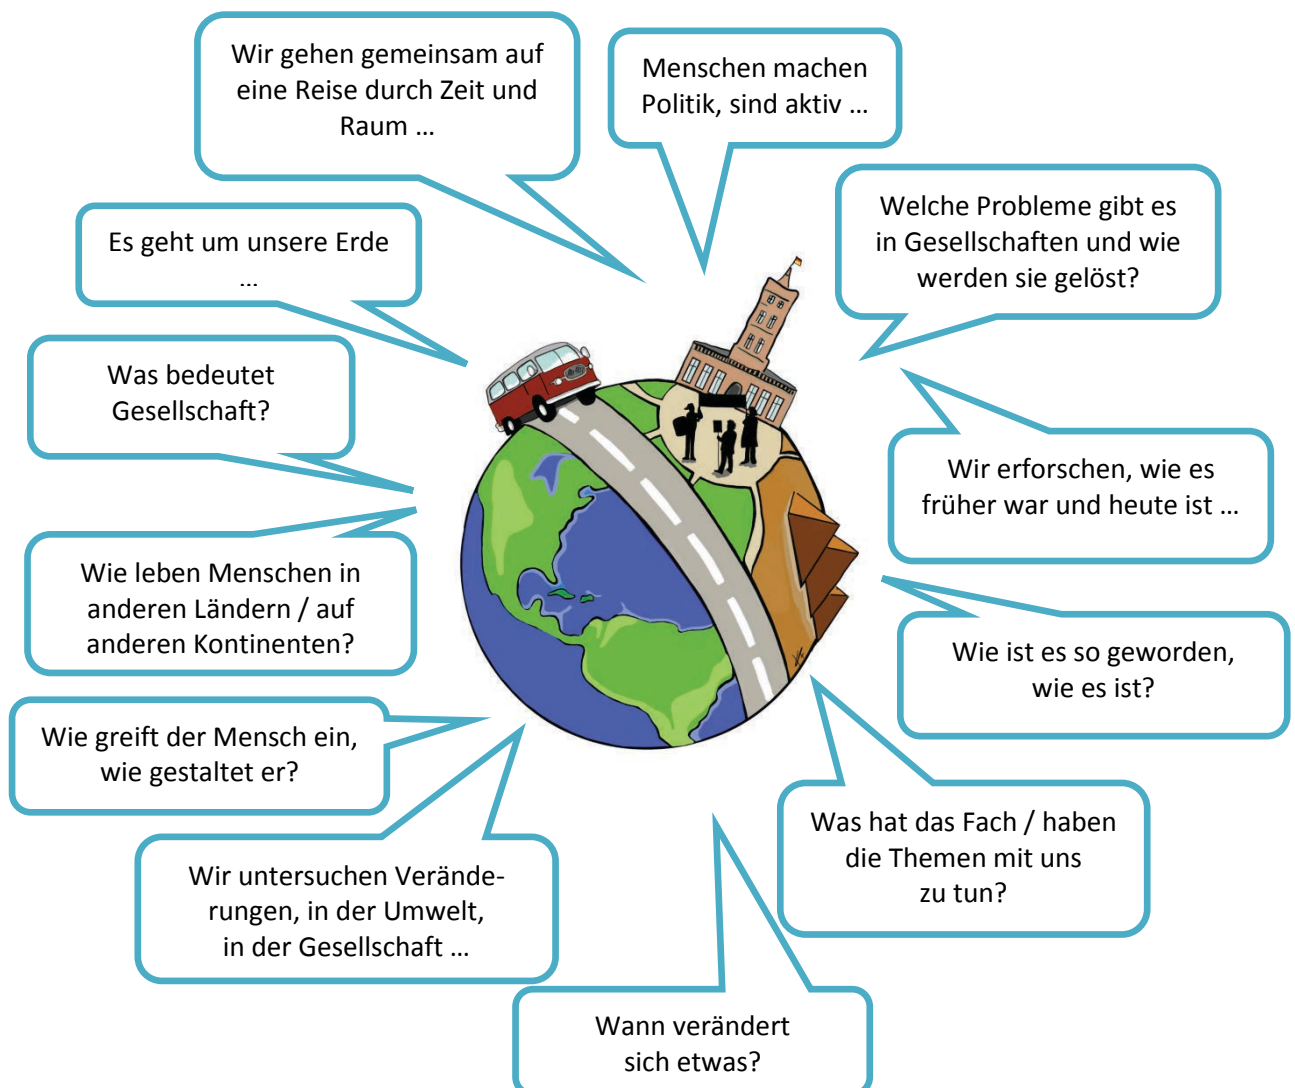 Wir gehen gemeinsam auf
eine Reise durch Zeit und
Raum …
Menschen machen
Politik, sind aktiv …
Welche Probleme gibt es
in Gesellschaften und wie
werden sie gelöst?
Es geht um unsere Erde
…
Was bedeutet
Gesellschaft?
Wir erforschen, wie es
früher war und heute ist …
Wie leben Menschen in
anderen Ländern / auf
anderen Kontinenten?
Wie ist es so geworden,
wie es ist?
Wie greift der Mensch ein,
wie gestaltet er?
Was hat das Fach / haben
die Themen mit uns
zu tun?
Wir untersuchen Verände-
rungen, in der Umwelt,
in der Gesellschaft …
Wann verändert
sich etwas?